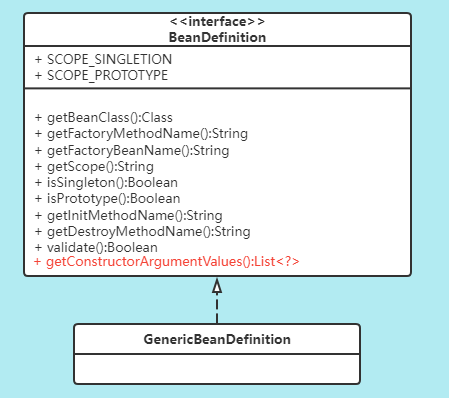 <<interface>>
BeanDefinition
+ SCOPE_SINGLETION
+ SCOPE_PROTOTYPE
+ getBeanClass():Class
+ getFactoryMethodName():String
+ getFactoryBeanName():String
+ getScope():String
+ isSingleton():Boolean
+ isPrototype():Boolean
+ getInitMethodName():String
+ getDestroyMethodName():String
+ validate():Boolean
+ getConstructorArgumentValues():List<?>
GenericBeanDefinition